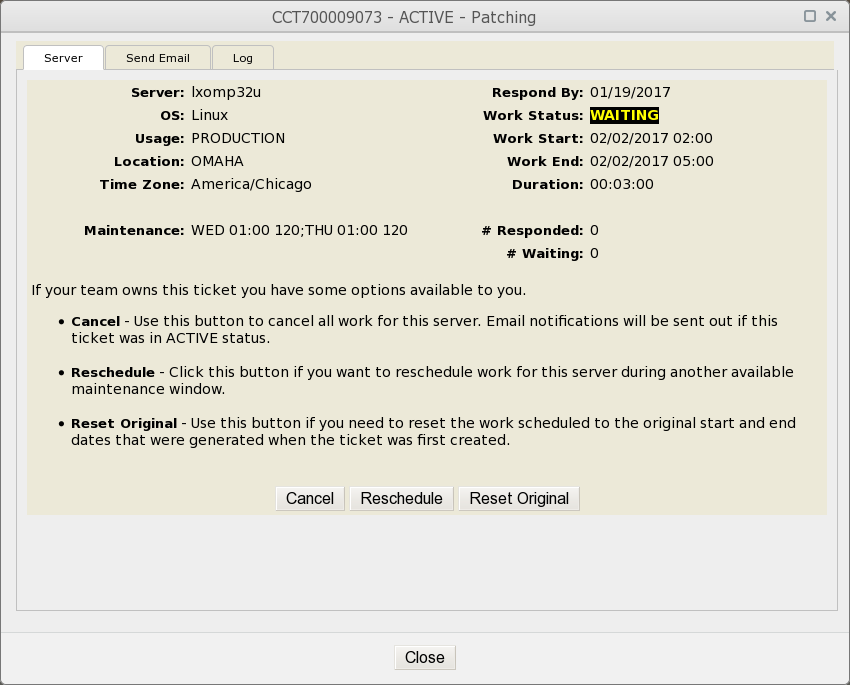 CCT700009073 - ACTIVE - Patching
Server Send Email Log
Server: lxomp32u Respond By: 01/19/2017
OS: Linux Work Status: WAITING
Usage: PRODUCTION Work Start: 02/02/2017 02:00
Location: OMAHA Work End: 02/02/2017 05:00
Time Zone: America/Chicago Duration: 00:03:00
Maintenance: WED 01:00 120;THU 01:00 120 # Responded: 0
# Waiting: 0
If your team owns this ticket you have some options available to you.
• Cancel - Use this button to cancel all work for this server. Email notifications will be sent out if this
ticket was in ACTIVE status.
• Reschedule - Click this button if you want to reschedule work for this server during another available
maintenance window.
• Reset Original - Use this button if you need to reset the work scheduled to the original start and end
dates that were generated when the ticket was first created.
Cancel Reschedule Reset Original
Close